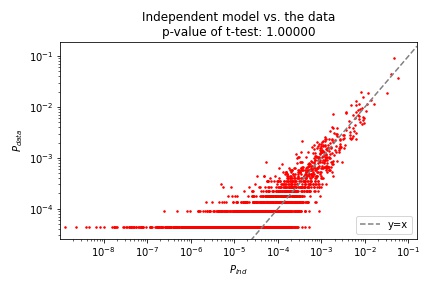 Independent model vs. the data
p-value of t-test: 1.00000
10⁻¹
10⁻²
10⁻³
10⁻⁴
P_data
10⁻⁸
10⁻⁷
10⁻⁶
10⁻⁵
10⁻⁴
10⁻³
10⁻²
10⁻¹
P_ind
y=x